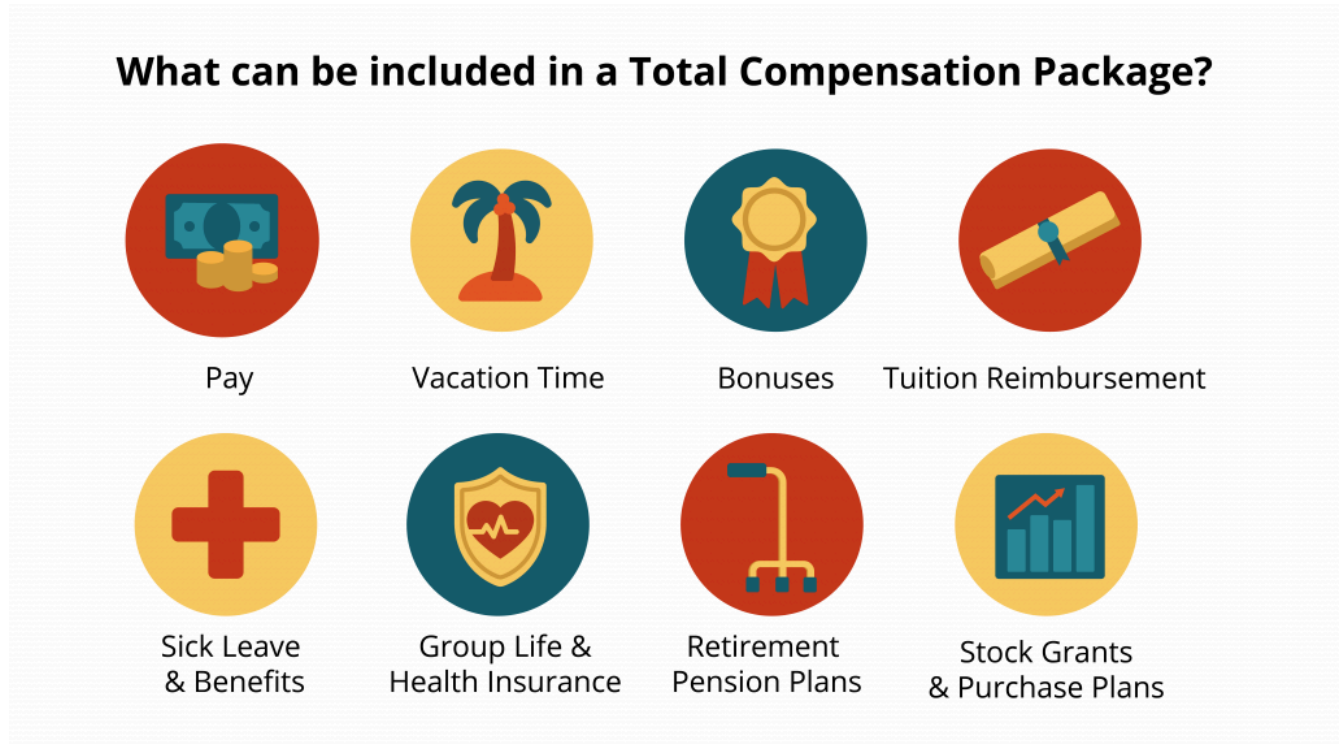 What can be included in a Total Compensation Package?
Pay
Vacation Time
Bonuses
Tuition Reimbursement
Sick Leave
& Benefits
Group Life &
Health Insurance
Retirement
Pension Plans
Stock Grants
& Purchase Plans